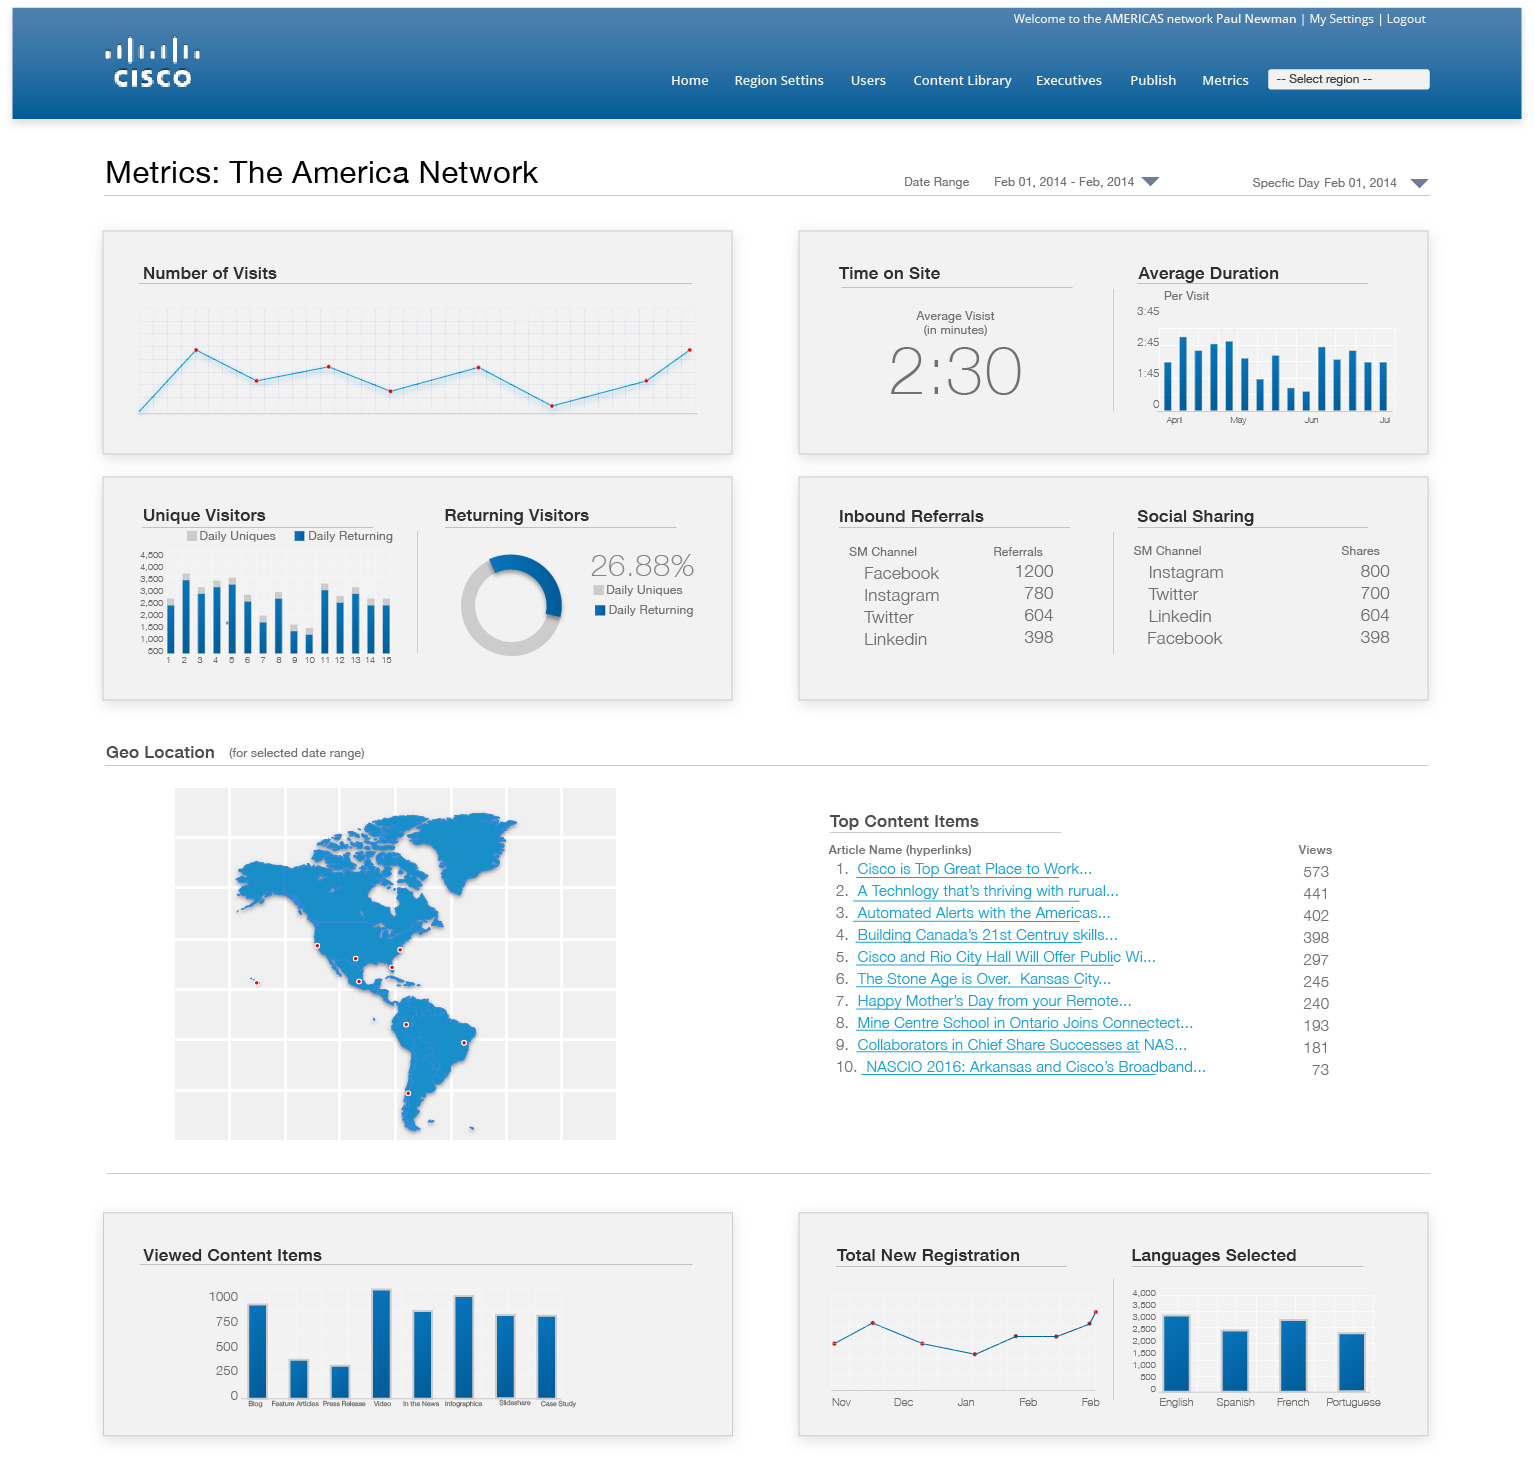 Welcome to the AMERICAS network Paul Newman | My Settings | Logout
CISCO
Home Region Settins Users Content Library Executives Publish Metrics -- Select region --
Metrics: The America Network
Date Range Feb 01, 2014 - Feb, 2014
Specfic Day Feb 01, 2014
Number of Visits
Time on Site
Average Visist
(in minutes)
2:30
Average Duration
Per Visit
3:45
2:45
1:45
0
April May Jun Jul
Unique Visitors
Daily Uniques Daily Returning
4,500
4,000
3,500
3,000
2,500
2,000
1,500
1,000
500
1 2 3 4 5 6 7 8 9 10 11 12 13 14 15
Returning Visitors
26.88%
Daily Uniques
Daily Returning
Inbound Referrals
SM Channel Referrals
Facebook 1200
Instagram 780
Twitter 604
Linkedin 398
Social Sharing
SM Channel Shares
Instagram 800
Twitter 700
Linkedin 604
Facebook 398
Geo Location (for selected date range)
Top Content Items
Article Name (hyperlinks) Views
1. Cisco is Top Great Place to Work... 573
2. A Technlogy that's thriving with rurual... 441
3. Automated Alerts with the Americas... 402
4. Building Canada's 21st Centruy skills... 398
5. Cisco and Rio City Hall Will Offer Public Wi... 297
6. The Stone Age is Over. Kansas City... 245
7. Happy Mother's Day from your Remote... 240
8. Mine Centre School in Ontario Joins Connectect... 193
9. Collaborators in Chief Share Successes at NAS... 181
10. NASCIO 2016: Arkansas and Cisco's Broadband... 73
Viewed Content Items
1000
750
500
250
0
Blog Feature Articles Press Release Video In the News Infographics Slideshare Case Study
Total New Registration
Nov Dec Jan Feb Feb
Languages Selected
4,000
3,500
3,000
2,500
2,000
1,500
1,000
500
0
English Spanish French Portuguese